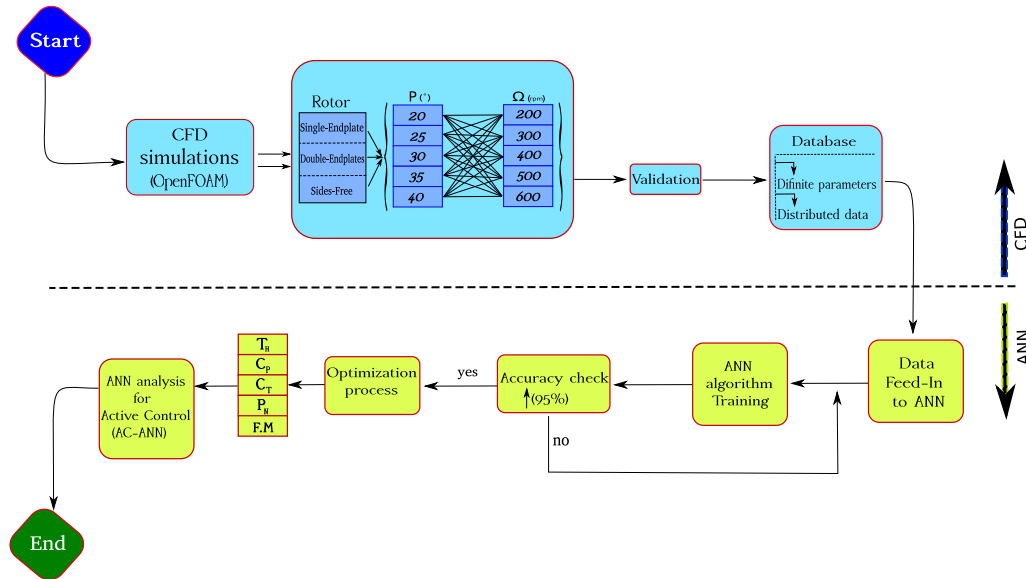 Start
CFD
simulations
(OpenFOAM)
Rotor
Single-Endplate
Double-Endplates
Sides-Free
P (°)
20
25
30
35
40
Ω (rpm)
200
300
400
500
600
Validation
Database
Difinite parameters
Distributed data
CFD
ANN
Data
Feed-In
to ANN
ANN
algorithm
Training
Accuracy check
(95%)
yes
no
Optimization
process
T_H
C_P
C_T
P_N
F.M
ANN analysis
for
Active Control
(AC-ANN)
End